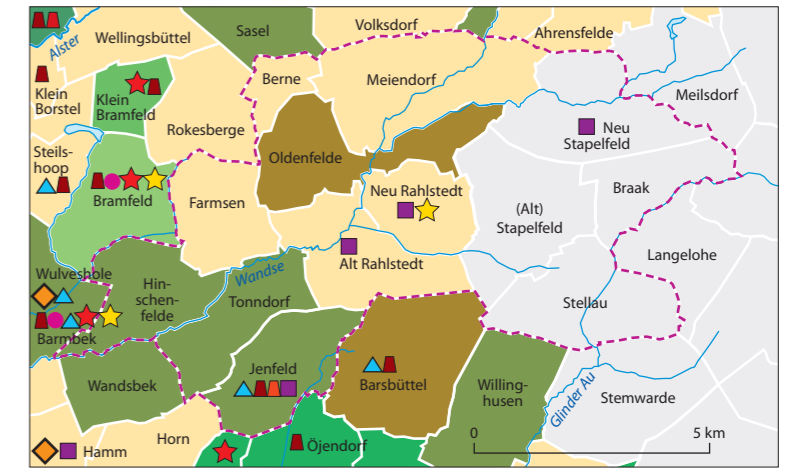 Volksdorf
Sasel
Ahrensfelde
Wellingsbüttel
Alster
Berne
Meiendorf
Meilsdorf
Klein
Borstel
Klein
Bramfeld
Rokesberge
Neu
Stapelfeld
Steils-
hoop
Oldenfelde
Bramfeld
Farmsen
Neu Rahlstedt
Braak
(Alt)
Stapelfeld
Langelohe
Alt Rahlstedt
Wandse
Wulveshole
Hin-
schen-
felde
Tonndorf
Stellau
Barmbek
Wandsbek
Jenfeld
Barsbüttel
Willing-
husen
Stemwarde
Glinder Au
Hamm
Horn
Öjendorf
0
5 km